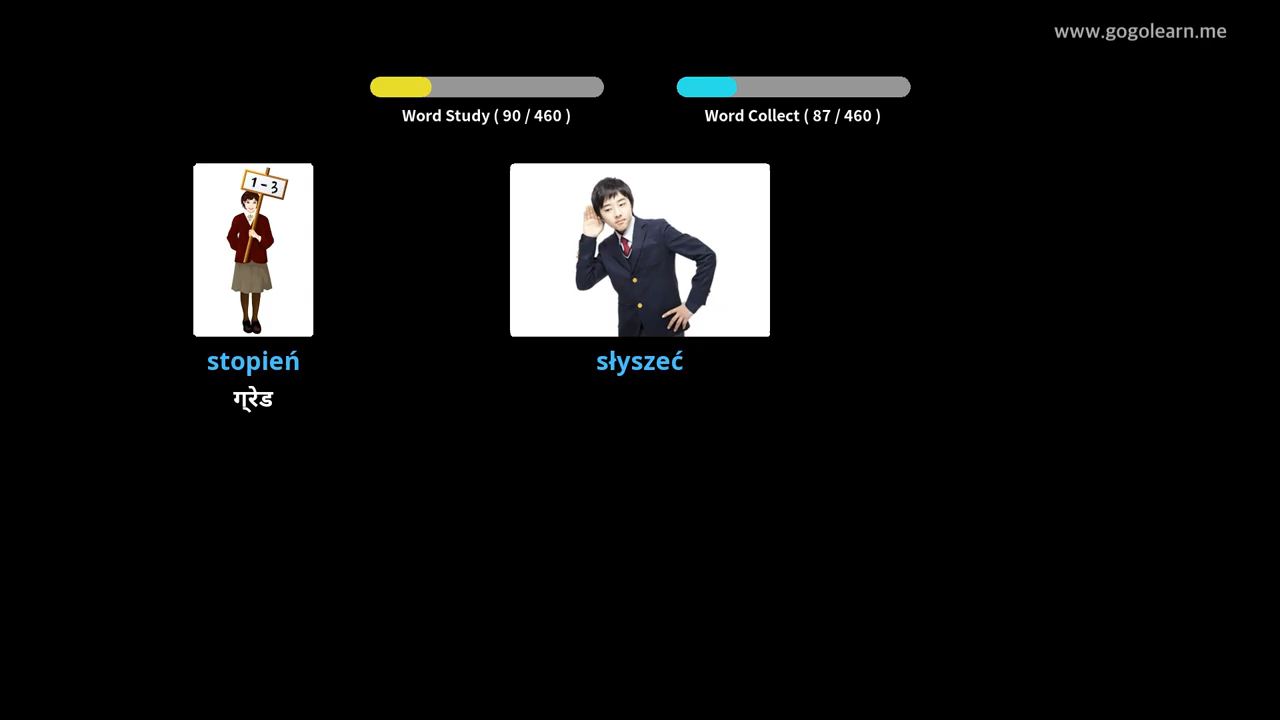 www.gogolearn.me
Word Study ( 90 / 460 )
Word Collect ( 87 / 460 )
1 - 3
stopień
słyszeć
ग्रेड